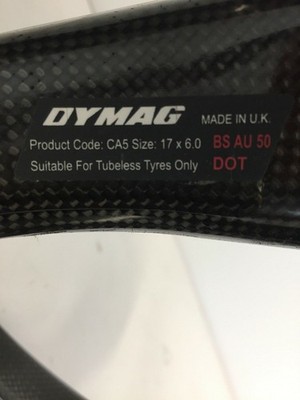 DYMAG MADE IN U.K.
Product Code: CA5 Size: 17 x 6.0 BS AU 50
Suitable For Tubeless Tyres Only DOT